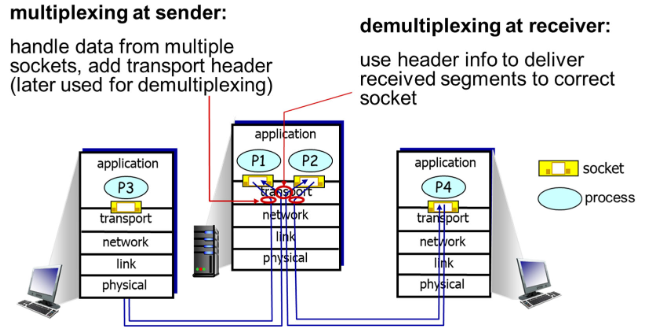 multiplexing at sender:
handle data from multiple
sockets, add transport header
(later used for demultiplexing)
demultiplexing at receiver:
use header info to deliver
received segments to correct
socket
application
P3
transport
network
link
physical
application
P1
P2
transport
network
link
physical
application
P4
transport
network
link
physical
socket
process